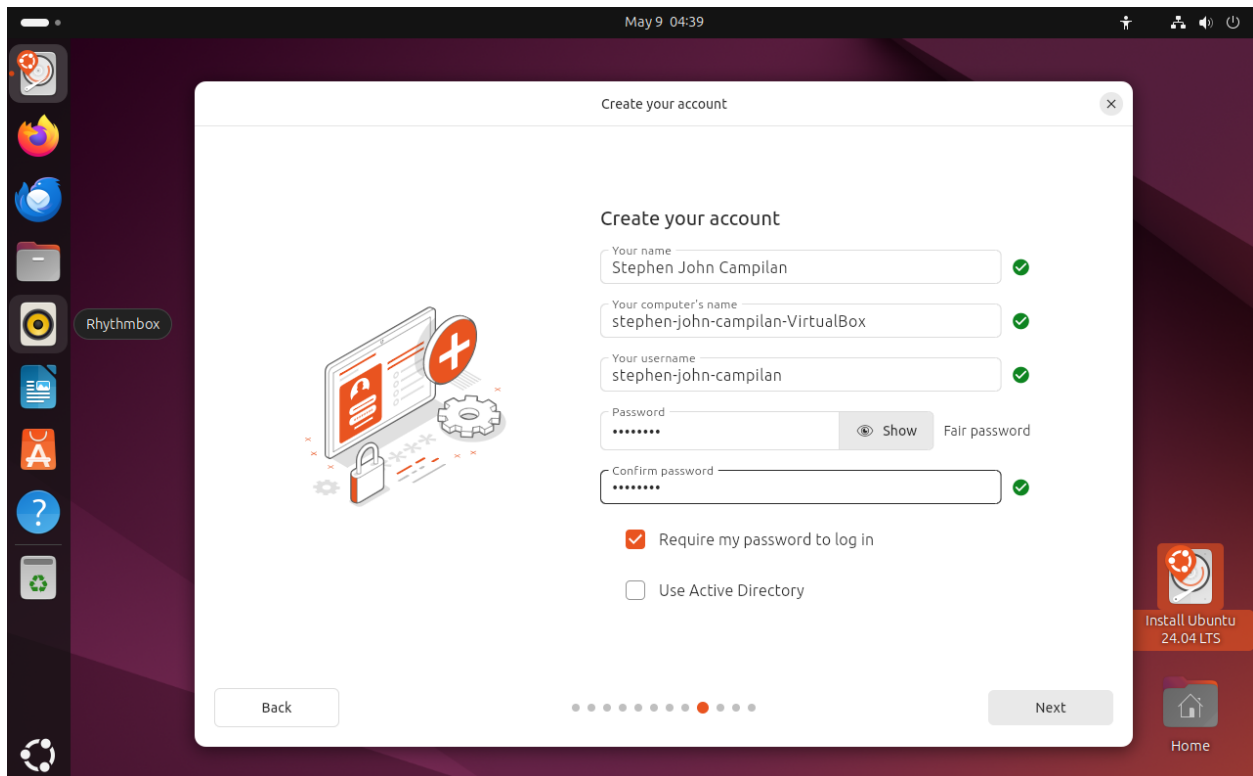 May 9 04:39
Create your account
Create your account
Your name
Stephen John Campilan
Your computer's name
stephen-john-campilan-VirtualBox
Rhythmbox
Your username
stephen-john-campilan
Password
••••••••
Show
Fair password
Confirm password
••••••••
Require my password to log in
Use Active Directory
Install Ubuntu
24.04 LTS
Back
Next
Home